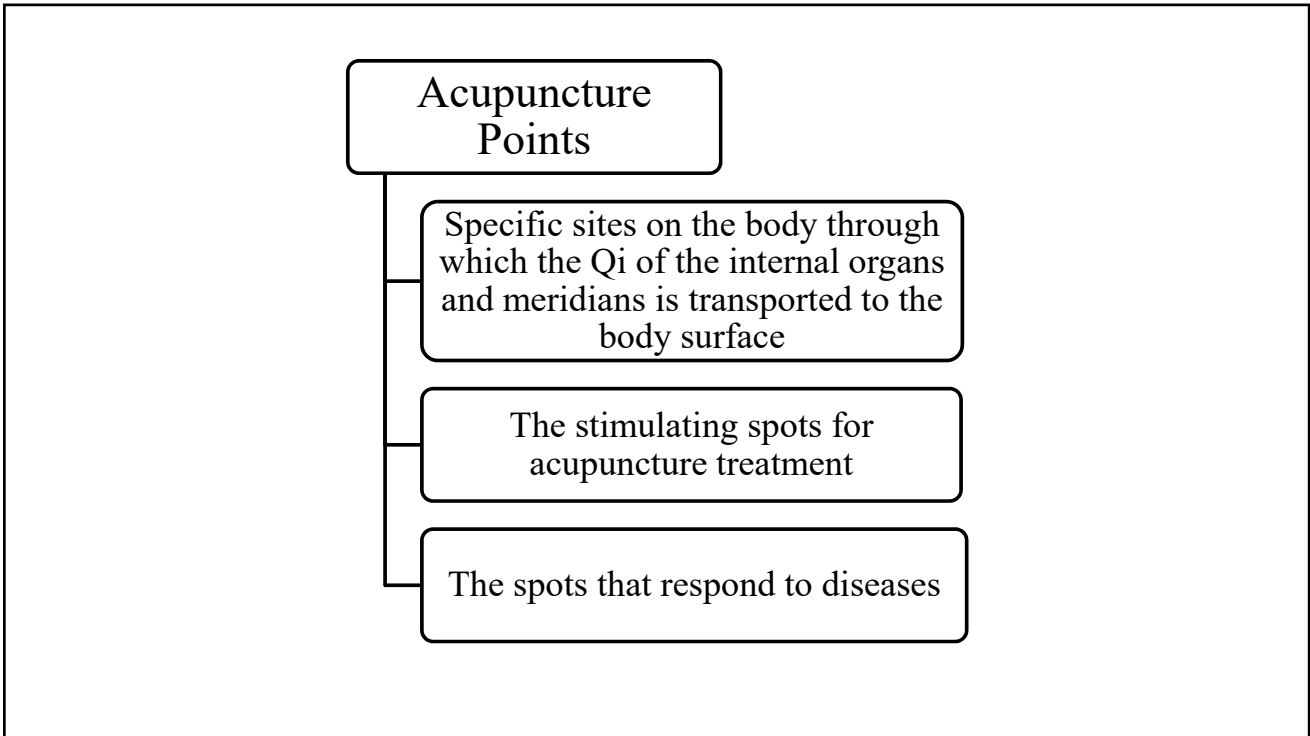 Acupuncture
Points
Specific sites on the body through
which the Qi of the internal organs
and meridians is transported to the
body surface
The stimulating spots for
acupuncture treatment
The spots that respond to diseases